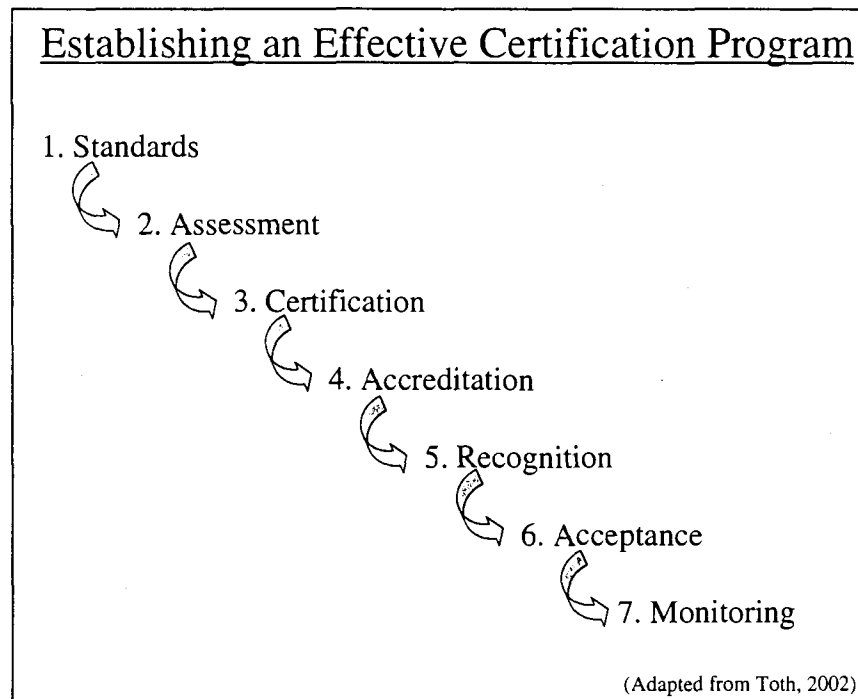 Establishing an Effective Certification Program
1. Standards
2. Assessment
3. Certification
4. Accreditation
5. Recognition
6. Acceptance
7. Monitoring
(Adapted from Toth, 2002)